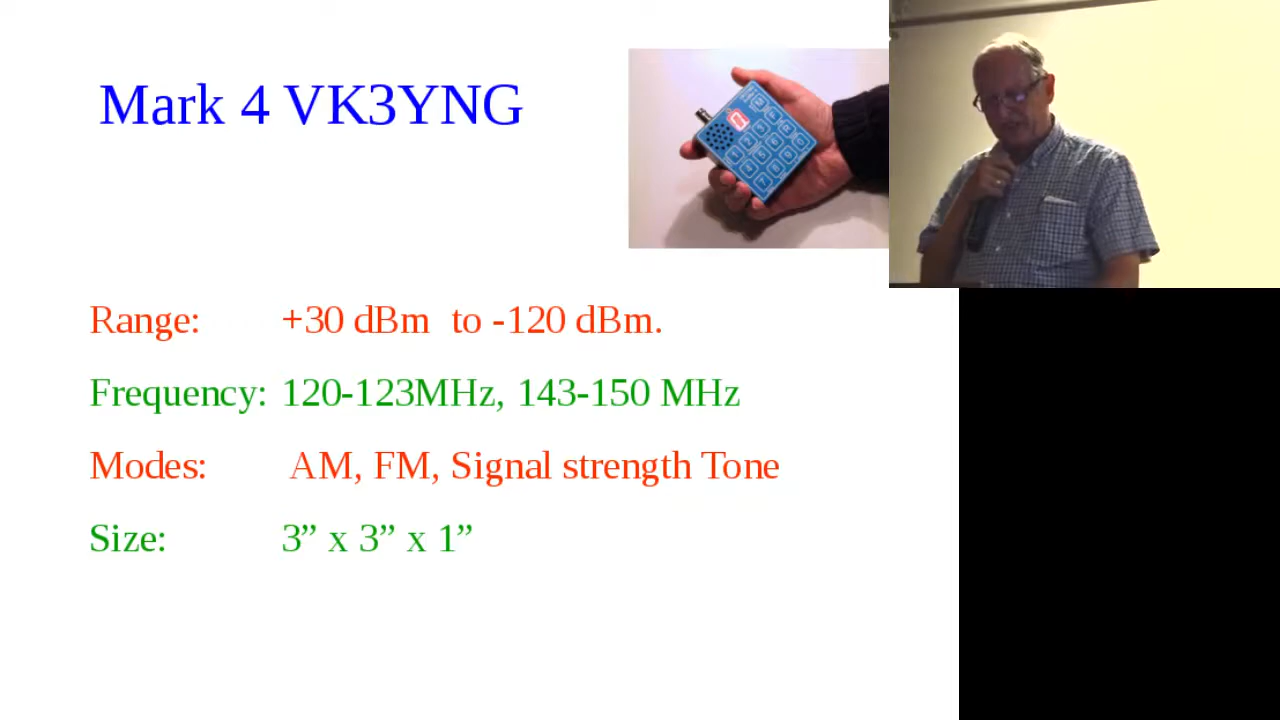 Mark 4 VK3YNG
Range: +30 dBm to -120 dBm.
Frequency: 120-123MHz, 143-150 MHz
Modes: AM, FM, Signal strength Tone
Size: 3” x 3” x 1”